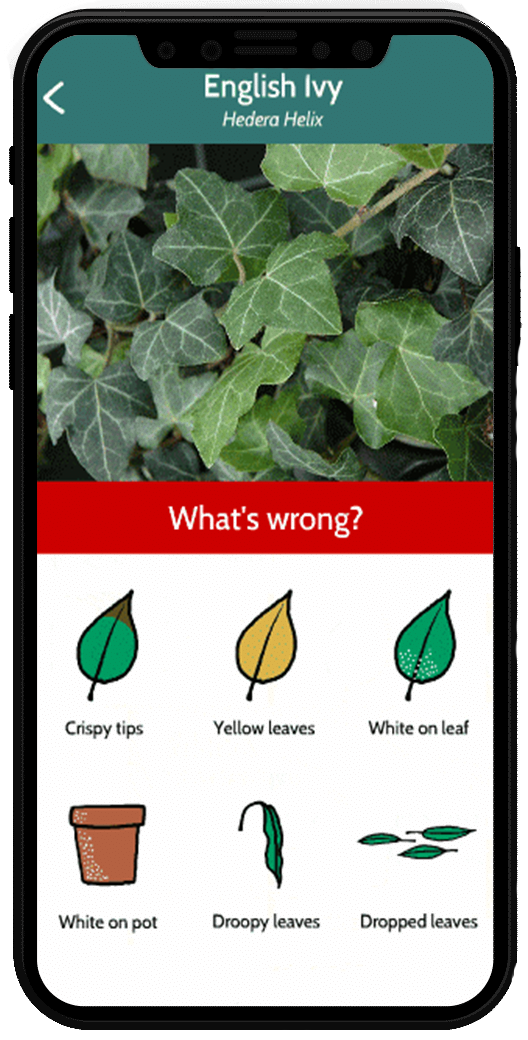 English Ivy
Hedera Helix
What's wrong?
Crispy tips
Yellow leaves
White on leaf
White on pot
Droopy leaves
Dropped leaves